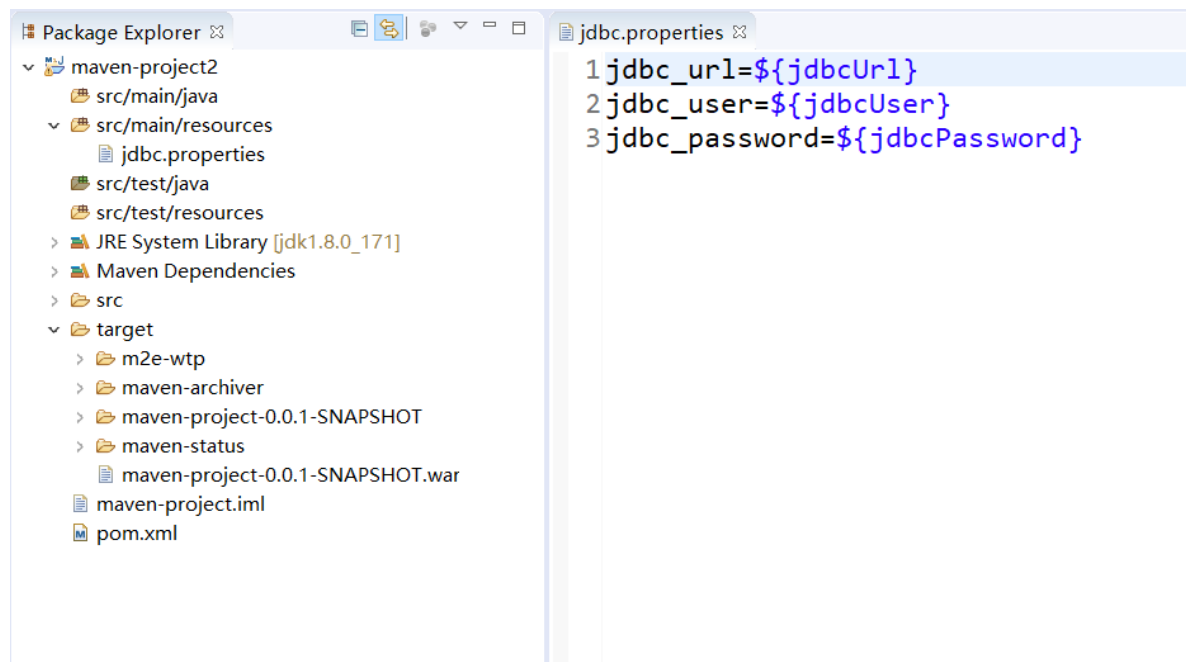 Package Explorer
maven-project2
src/main/java
src/main/resources
jdbc.properties
src/test/java
src/test/resources
JRE System Library [jdk1.8.0_171]
Maven Dependencies
src
target
m2e-wtp
maven-archiver
maven-project-0.0.1-SNAPSHOT
maven-status
maven-project-0.0.1-SNAPSHOT.war
maven-project.iml
pom.xml
jdbc.properties
1 jdbc_url=${jdbcUrl}
2 jdbc_user=${jdbcUser}
3 jdbc_password=${jdbcPassword}